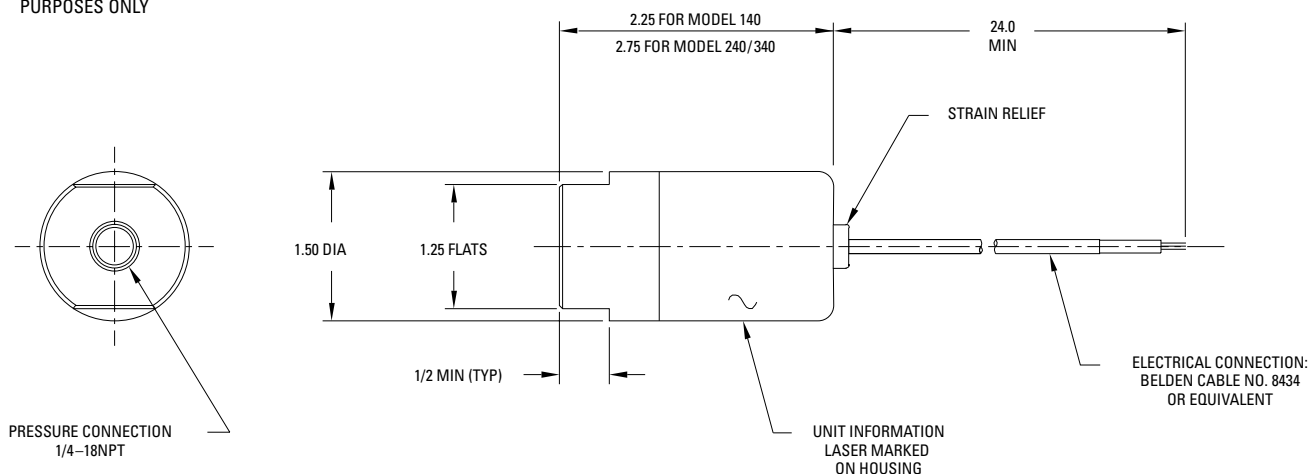 PURPOSES ONLY
2.25 FOR MODEL 140
2.75 FOR MODEL 240/340
24.0
MIN
STRAIN RELIEF
1.50 DIA
1.25 FLATS
1/2 MIN (TYP)
ELECTRICAL CONNECTION:
BELDEN CABLE NO. 8434
OR EQUIVALENT
PRESSURE CONNECTION
1/4–18NPT
UNIT INFORMATION
LASER MARKED
ON HOUSING